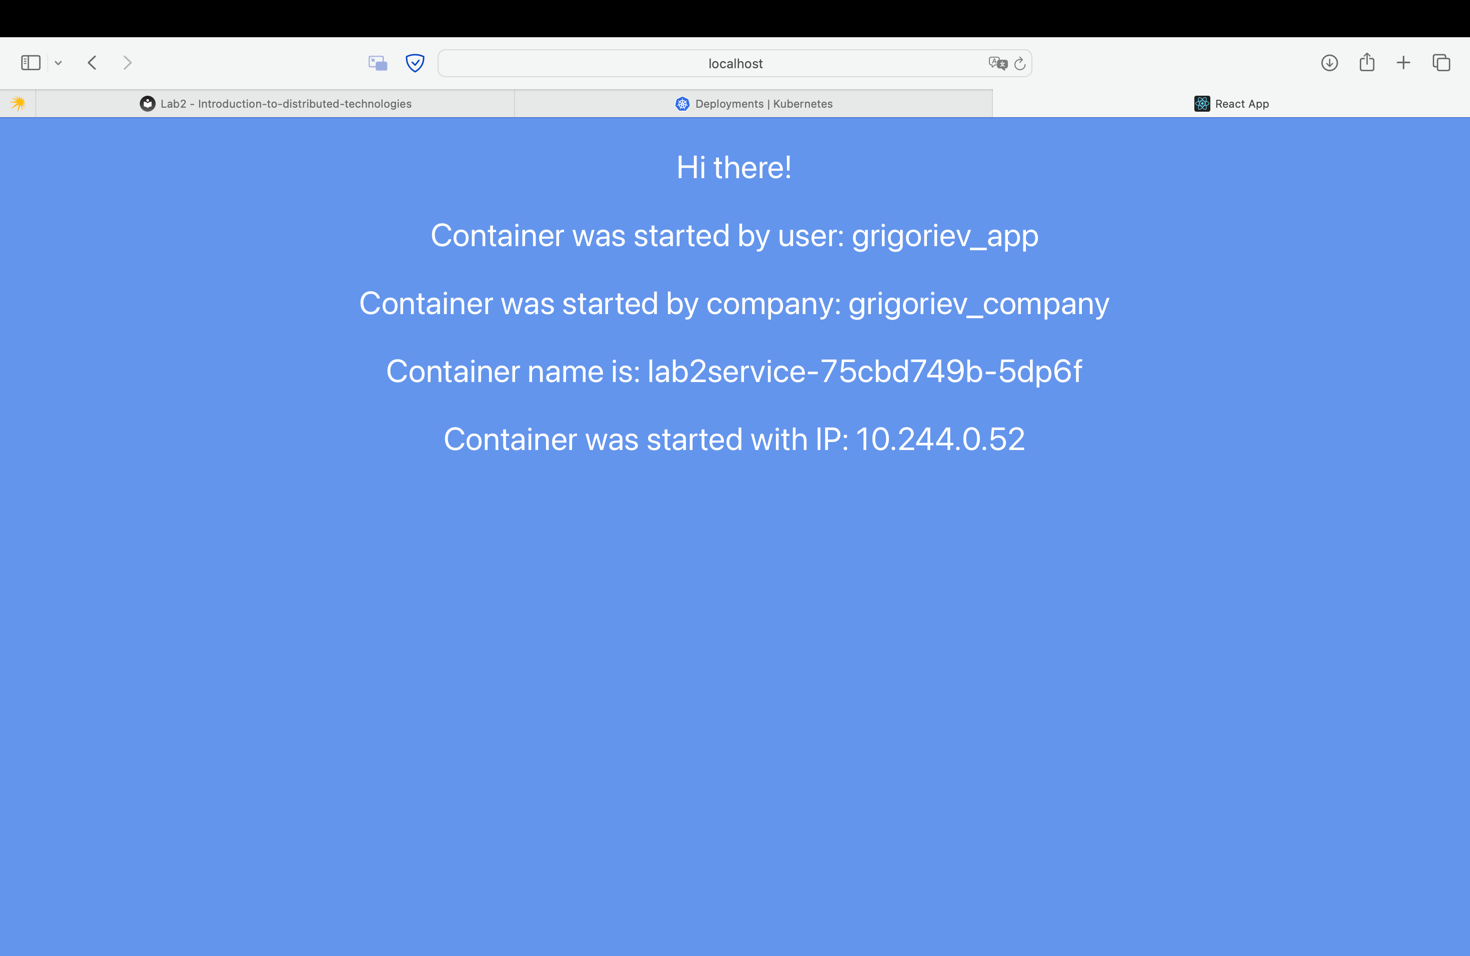 localhost
Lab2 - Introduction-to-distributed-technologies
Deployments | Kubernetes
React App
Hi there!
Container was started by user: grigoriev_app
Container was started by company: grigoriev_company
Container name is: lab2service-75cbd749b-5dp6f
Container was started with IP: 10.244.0.52